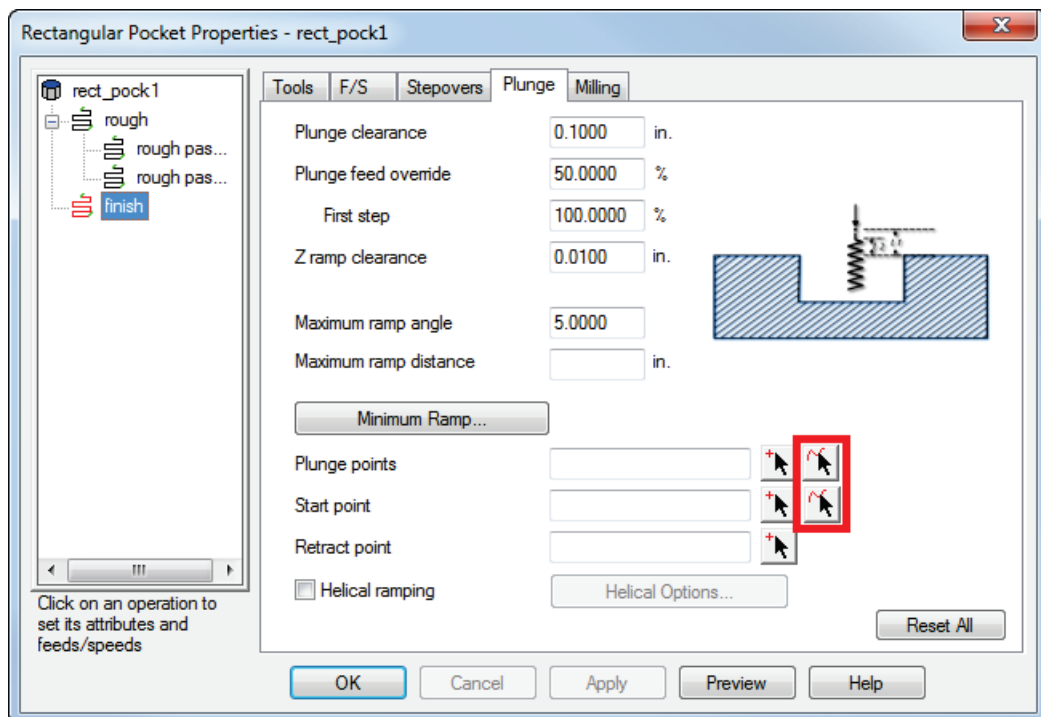 Rectangular Pocket Properties - rect_pock1
rect_pock1
rough
rough pas...
rough pas...
finish
Click on an operation to
set its attributes and
feeds/speeds
Tools F/S Stepovers Plunge Milling
Plunge clearance 0.1000 in.
Plunge feed override 50.0000 %
First step 100.0000 %
Z ramp clearance 0.0100 in.
Maximum ramp angle 5.0000
Maximum ramp distance in.
Minimum Ramp...
Plunge points
Start point
Retract point
Helical ramping Helical Options...
Reset All
OK Cancel Apply Preview Help